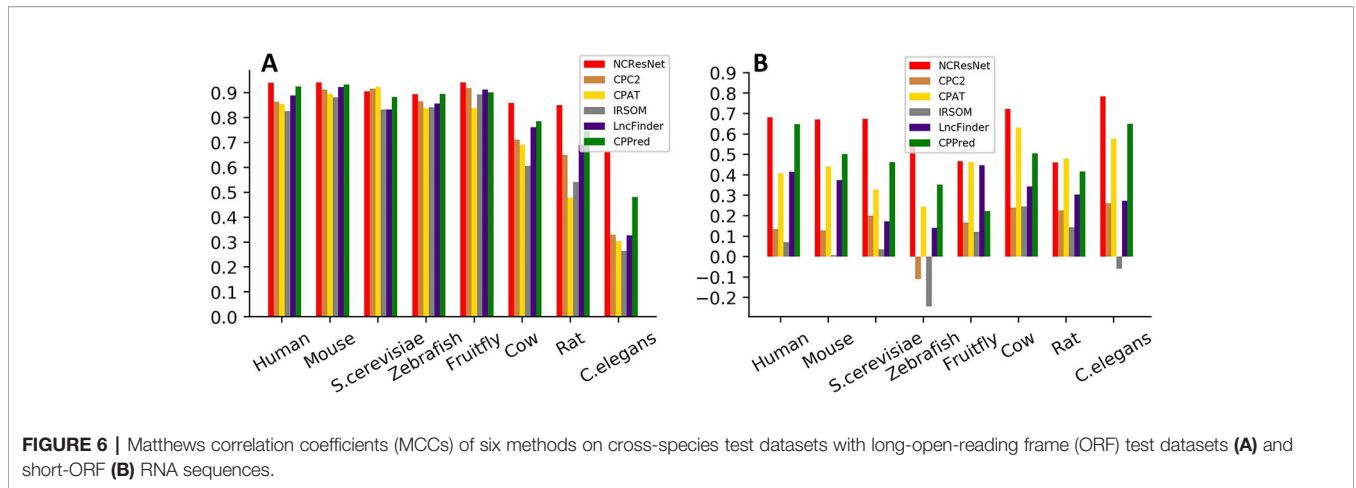 A
NCResNet
CPC2
CPAT
IRSOM
LncFinder
CPPred
0.9
0.8
0.7
0.6
0.5
0.4
0.3
0.2
0.1
0.0
Human
Mouse
S.cerevisiae
Zebrafish
Fruitfly
Cow
Rat
C.elegans
B
NCResNet
CPC2
CPAT
IRSOM
LncFinder
CPPred
0.9
0.8
0.7
0.6
0.5
0.4
0.3
0.2
0.1
0.0
−0.1
−0.2
Human
Mouse
S.cerevisiae
Zebrafish
Fruitfly
Cow
Rat
C.elegans
FIGURE 6 | Matthews correlation coefficients (MCCs) of six methods on cross-species test datasets with long-open-reading frame (ORF) test datasets (A) and
short-ORF (B) RNA sequences.